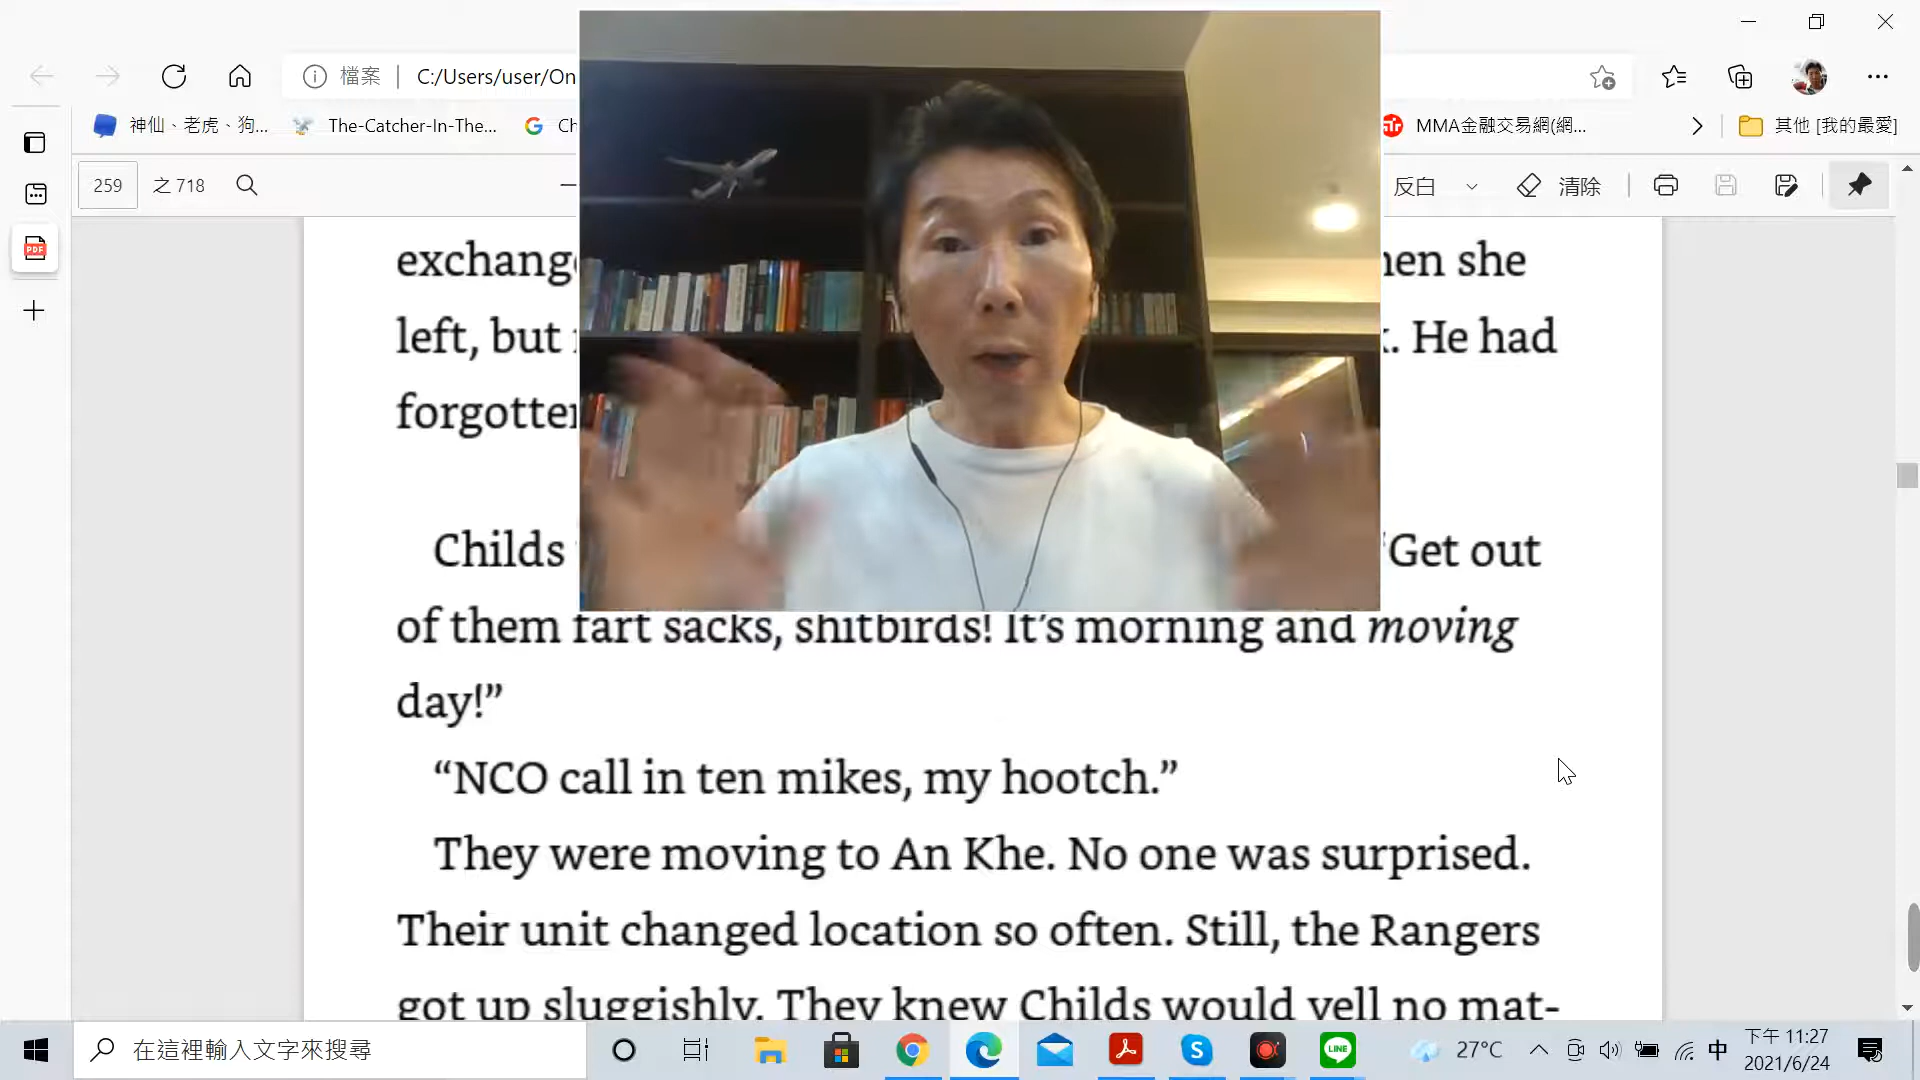 檔案
C:/Users/user/On
神仙、老虎、狗...
The-Catcher-In-The...
Ch
MMA金融交易網(網...
其他 [我的最愛]
259
之 718
反白
清除
PDF
hen she
left, but
. He had
Childs
Get out
of them fart sacks, shitbirds! It's morning and moving
day!”
“NCO call in ten mikes, my hootch.”
They were moving to An Khe. No one was surprised.
Their unit changed location so often. Still, the Rangers
got up sluggishly. They knew Childs would yell no mat-
在這裡輸入文字來搜尋
LINE
27°C
中
下午 11:27
2021/6/24